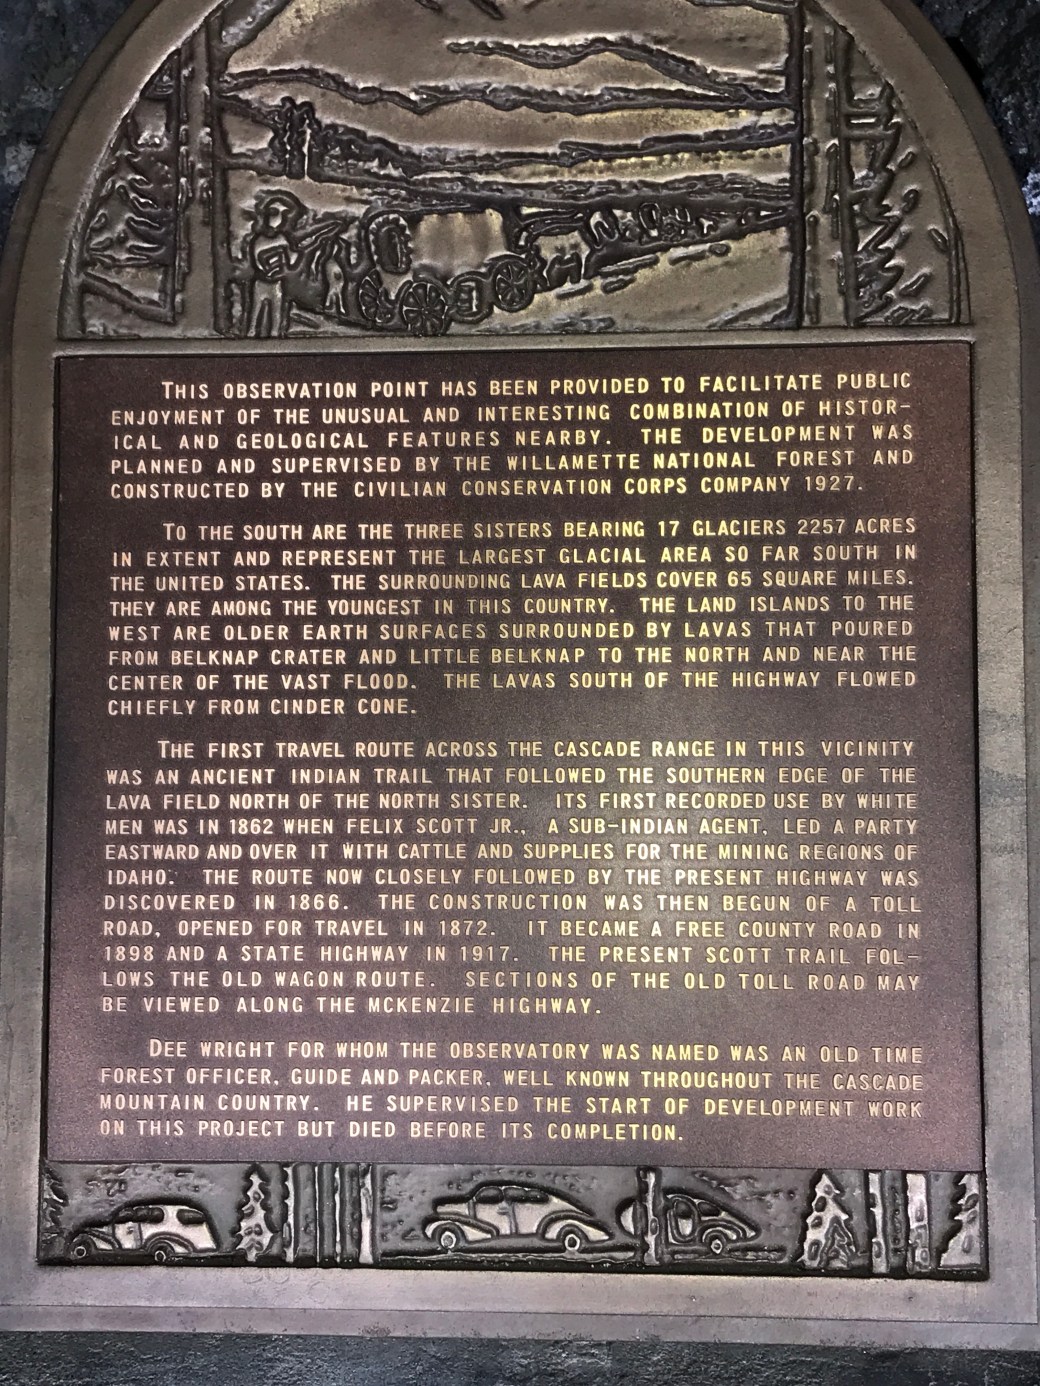 THIS OBSERVATION POINT HAS BEEN PROVIDED TO FACILITATE PUBLIC
ENJOYMENT OF THE UNUSUAL AND INTERESTING COMBINATION OF HISTOR-
ICAL AND GEOLOGICAL FEATURES NEARBY. THE DEVELOPMENT WAS
PLANNED AND SUPERVISED BY THE WILLAMETTE NATIONAL FOREST AND
CONSTRUCTED BY THE CIVILIAN CONSERVATION CORPS COMPANY 1927.
TO THE SOUTH ARE THE THREE SISTERS BEARING 17 GLACIERS 2257 ACRES
IN EXTENT AND REPRESENT THE LARGEST GLACIAL AREA SO FAR SOUTH IN
THE UNITED STATES. THE SURROUNDING LAVA FIELDS COVER 65 SQUARE MILES.
THEY ARE AMONG THE YOUNGEST IN THIS COUNTRY. THE LAND ISLANDS TO THE
WEST ARE OLDER EARTH SURFACES SURROUNDED BY LAVAS THAT POURED
FROM BELKNAP CRATER AND LITTLE BELKNAP TO THE NORTH AND NEAR THE
CENTER OF THE VAST FLOOD. THE LAVAS SOUTH OF THE HIGHWAY FLOWED
CHIEFLY FROM CINDER CONE.
THE FIRST TRAVEL ROUTE ACROSS THE CASCADE RANGE IN THIS VICINITY
WAS AN ANCIENT INDIAN TRAIL THAT FOLLOWED THE SOUTHERN EDGE OF THE
LAVA FIELD NORTH OF THE NORTH SISTER. ITS FIRST RECORDED USE BY WHITE
MEN WAS IN 1862 WHEN FELIX SCOTT JR., A SUB-INDIAN AGENT, LED A PARTY
EASTWARD AND OVER IT WITH CATTLE AND SUPPLIES FOR THE MINING REGIONS OF
IDAHO. THE ROUTE NOW CLOSELY FOLLOWED BY THE PRESENT HIGHWAY WAS
DISCOVERED IN 1866. THE CONSTRUCTION WAS THEN BEGUN OF A TOLL
ROAD, OPENED FOR TRAVEL IN 1872. IT BECAME A FREE COUNTY ROAD IN
1898 AND A STATE HIGHWAY IN 1917. THE PRESENT SCOTT TRAIL FOL-
LOWS THE OLD WAGON ROUTE. SECTIONS OF THE OLD TOLL ROAD MAY
BE VIEWED ALONG THE MCKENZIE HIGHWAY.
DEE WRIGHT FOR WHOM THE OBSERVATORY WAS NAMED WAS AN OLD TIME
FOREST OFFICER, GUIDE AND PACKER, WELL KNOWN THROUGHOUT THE CASCADE
MOUNTAIN COUNTRY. HE SUPERVISED THE START OF DEVELOPMENT WORK
ON THIS PROJECT BUT DIED BEFORE ITS COMPLETION.